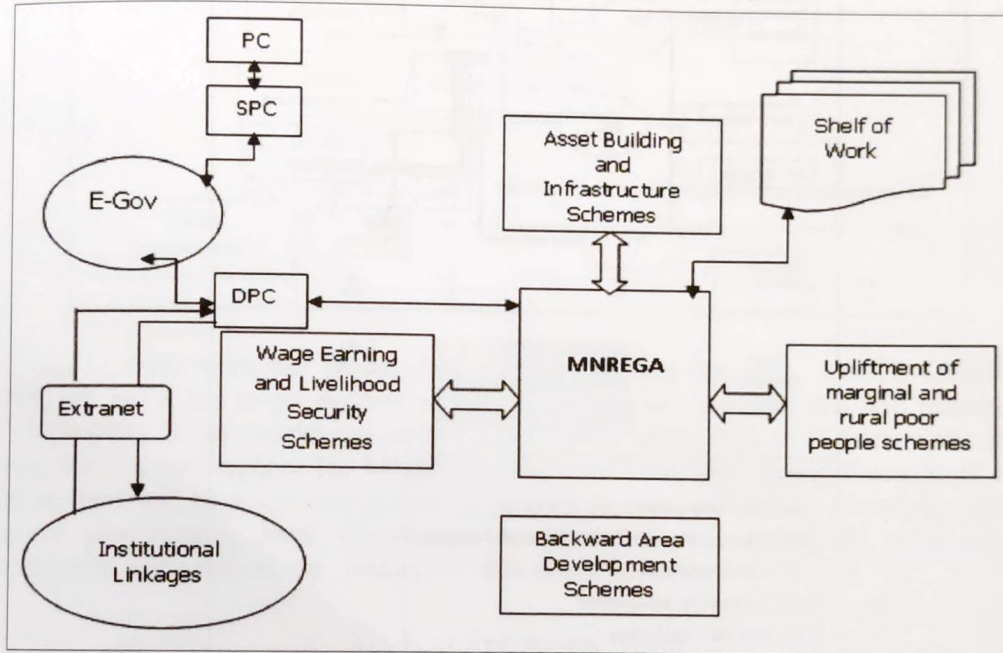 PC
SPC
E-Gov
DPC
Extranet
Institutional
Linkages
Wage Earning
and Livelihood
Security
Schemes
Asset Building
and
Infrastructure
Schemes
Shelf of
Work
MNREGA
Upliftment of
marginal and
rural poor
people schemes
Backward Area
Development
Schemes